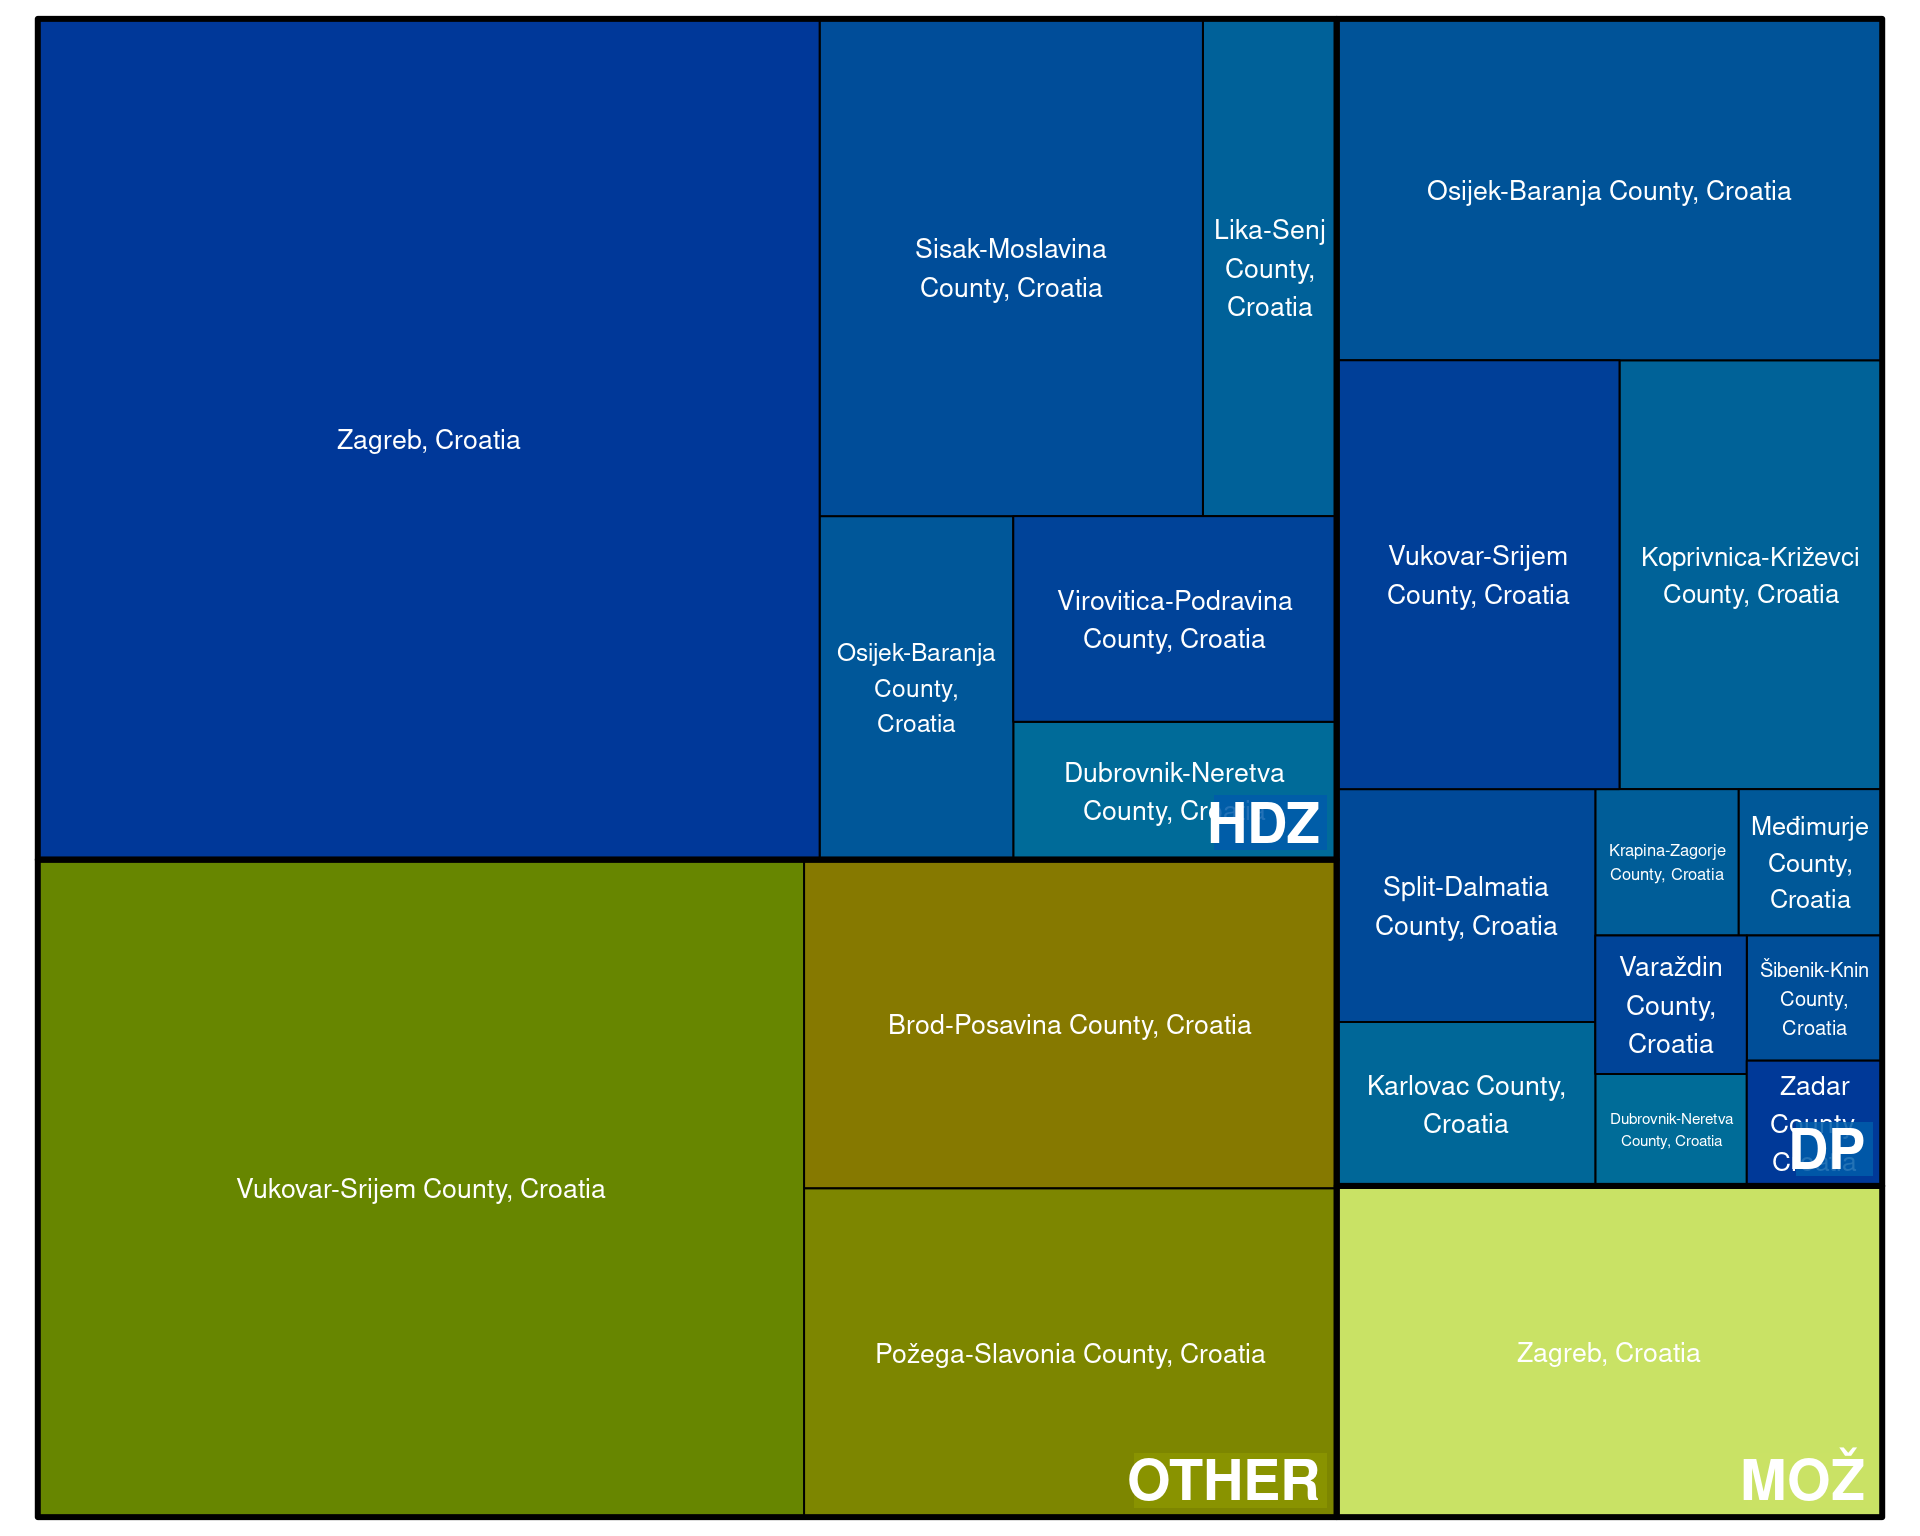 Zagreb, Croatia
Sisak-Moslavina
County, Croatia
Lika-Senj
County,
Croatia
Osijek-Baranja
County,
Croatia
Virovitica-Podravina
County, Croatia
Dubrovnik-Neretva
County, Croatia
HDZ
Vukovar-Srijem County, Croatia
Brod-Posavina County, Croatia
Požega-Slavonia County, Croatia
OTHER
Osijek-Baranja County, Croatia
Vukovar-Srijem
County, Croatia
Koprivnica-Križevci
County, Croatia
Split-Dalmatia
County, Croatia
Karlovac County,
Croatia
Krapina-Zagorje
County, Croatia
Međimurje
County,
Croatia
Varaždin
County,
Croatia
Šibenik-Knin
County,
Croatia
Dubrovnik-Neretva
County, Croatia
Zadar
County,
Croatia
DP
Zagreb, Croatia
MOŽ